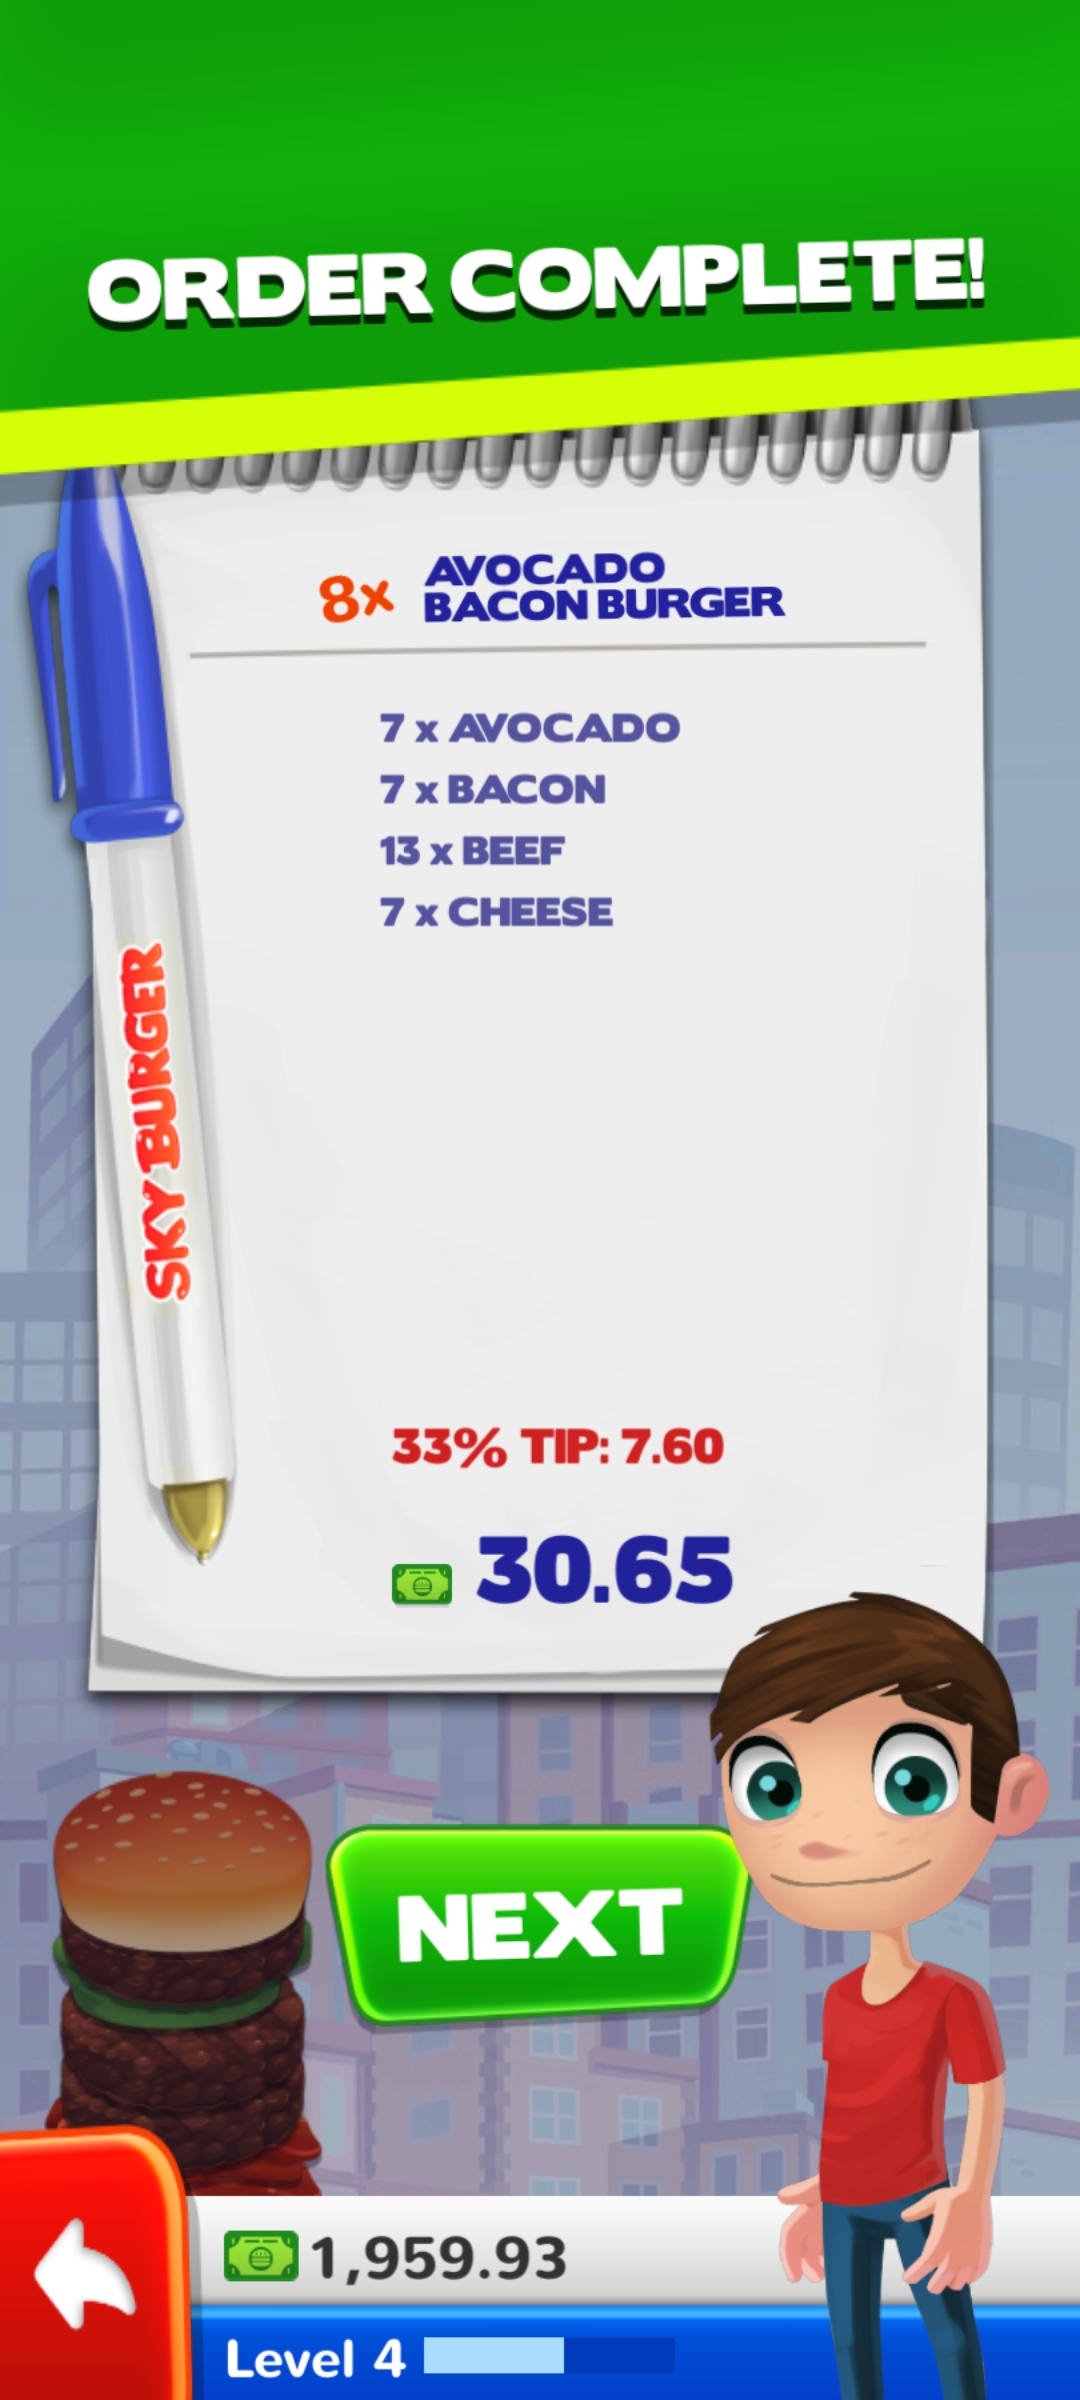 ORDER COMPLETE!
8x AVOCADO
BACON BURGER
7 x AVOCADO
7 x BACON
13 x BEEF
7 x CHEESE
SKY BURGER
33% TIP: 7.60
30.65
NEXT
1,959.93
Level 4